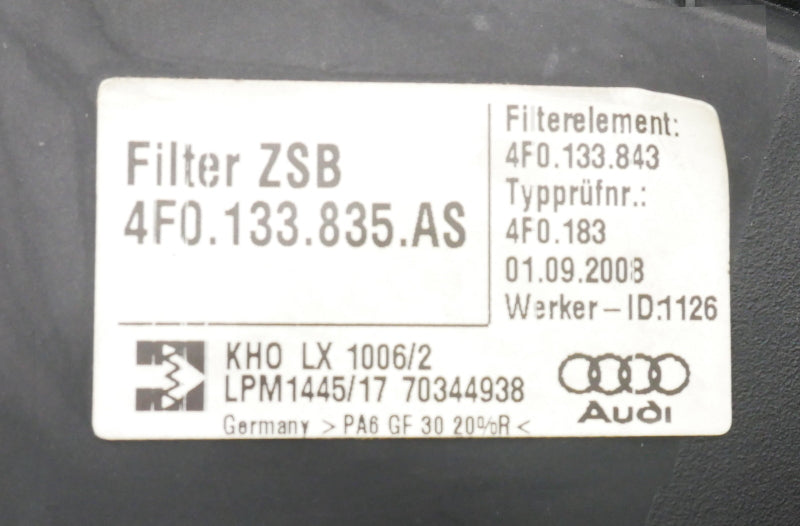 Filter ZSB
4F0.133.835.AS
Filterelement:
4F0.133.843
Typprüfnr.:
4F0.183
01.09.2008
Werker-ID:1126
KHO LX 1006/2
LPM1445/17 70344938
Germany >PA6 GF 30 20%R<
Audi